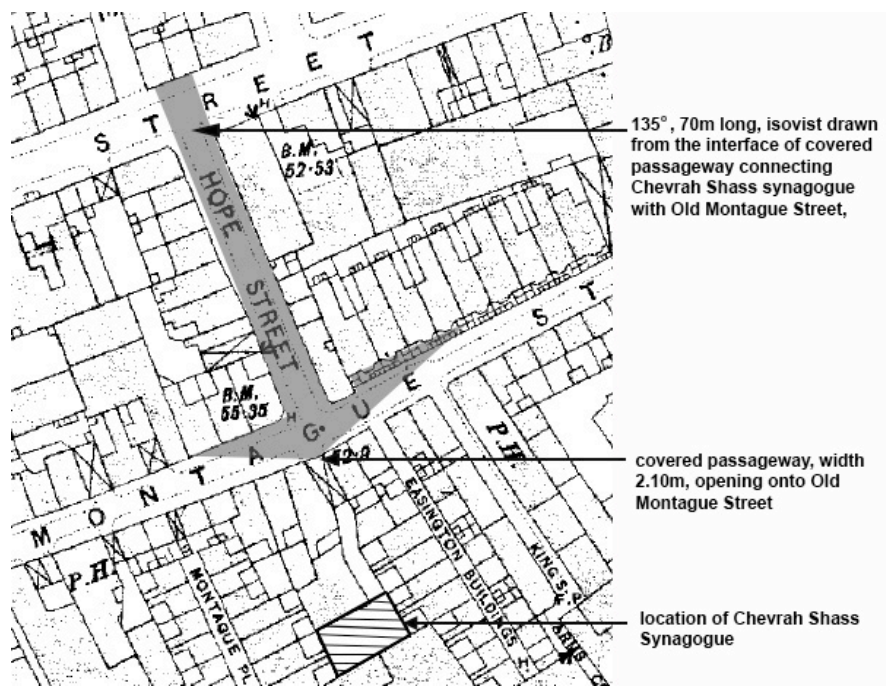 STREET
H
B.M.
52·53
HOPE STREET
B.M.
55·35
H
MONTAGUE ST
P.H.
P.H.
MONTAGUE PL
EASINGTON BUILDINGS
H
KING S
ARMS
CO
135°, 70m long, isovist drawn
from the interface of covered
passageway connecting
Chevrah Shass synagogue
with Old Montague Street,
covered passageway, width
2.10m, opening onto Old
Montague Street
location of Chevrah Shass
Synagogue